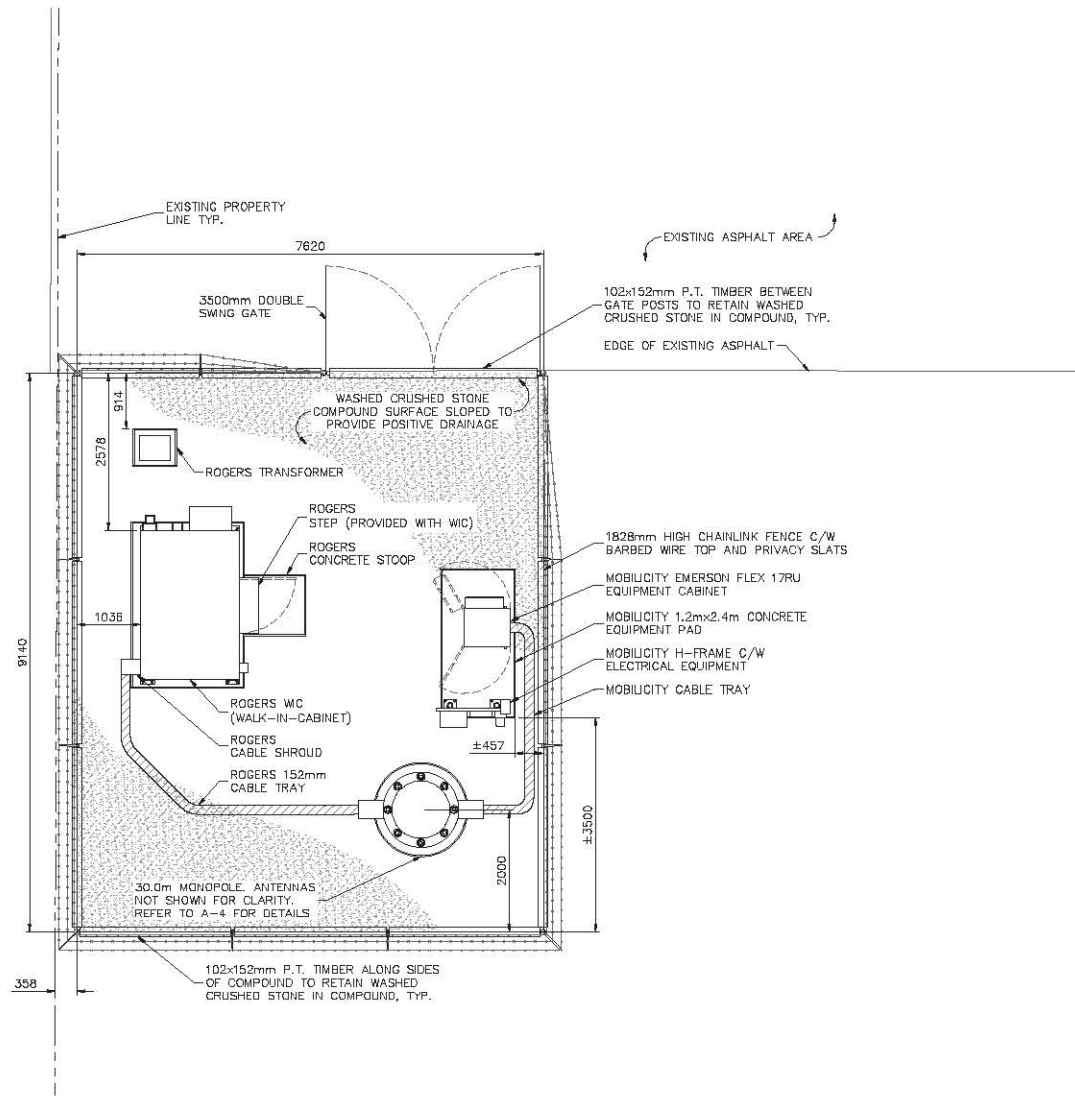 EXISTING PROPERTY
LINE TYP.
7620
EXISTING ASPHALT AREA
3500mm DOUBLE
SWING GATE
102x152mm P.T. TIMBER BETWEEN
GATE POSTS TO RETAIN WASHED
CRUSHED STONE IN COMPOUND, TYP.
EDGE OF EXISTING ASPHALT
914
2578
WASHED CRUSHED STONE
COMPOUND SURFACE SLOPED TO
PROVIDE POSITIVE DRAINAGE
ROGERS TRANSFORMER
ROGERS
STEP (PROVIDED WITH WIC)
ROGERS
CONCRETE STOOP
1828mm HIGH CHAINLINK FENCE C/W
BARBED WIRE TOP AND PRIVACY SLATS
MOBILICITY EMERSON FLEX 17RU
EQUIPMENT CABINET
MOBILICITY 1.2mx2.4m CONCRETE
EQUIPMENT PAD
MOBILICITY H-FRAME C/W
ELECTRICAL EQUIPMENT
MOBILICITY CABLE TRAY
1036
9140
ROGERS WIC
(WALK-IN-CABINET)
ROGERS
CABLE SHROUD
ROGERS 152mm
CABLE TRAY
±457
±3500
2000
30.0m MONOPOLE. ANTENNAS
NOT SHOWN FOR CLARITY.
REFER TO A-4 FOR DETAILS
102x152mm P.T. TIMBER ALONG SIDES
OF COMPOUND TO RETAIN WASHED
CRUSHED STONE IN COMPOUND, TYP.
358